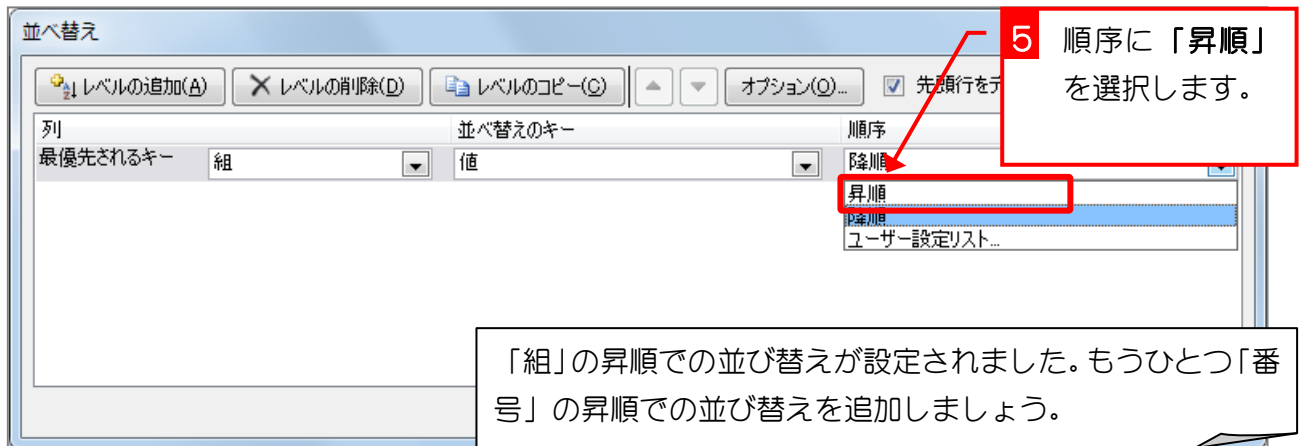 並べ替え
5 順序に「昇順」
を選択します。
レベルの追加(A) レベルの削除(D) レベルのコピー(C) オプション(O)... 先頭行をデ
列 並べ替えのキー 順序
最優先されるキー 組 値 降順
昇順
降順
ユーザー設定リスト...
「組」の昇順での並び替えが設定されました。もうひとつ「番
号」の昇順での並び替えを追加しましょう。